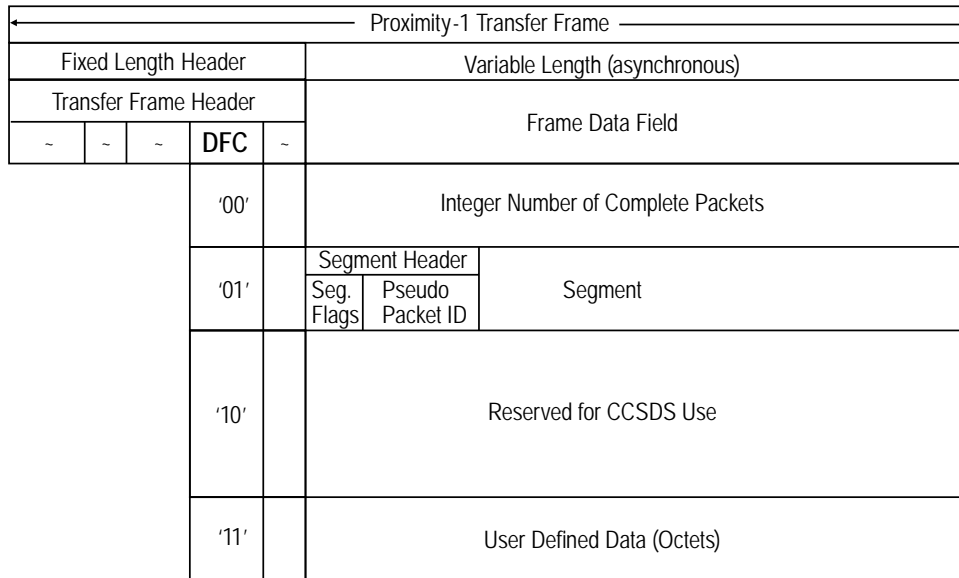 Proximity-1 Transfer Frame
Fixed Length Header
Variable Length (asynchronous)
Transfer Frame Header
Frame Data Field
~ ~ ~ DFC ~
'00'
Integer Number of Complete Packets
'01'
Segment Header
Seg. Flags
Pseudo Packet ID
Segment
'10'
Reserved for CCSDS Use
'11'
User Defined Data (Octets)